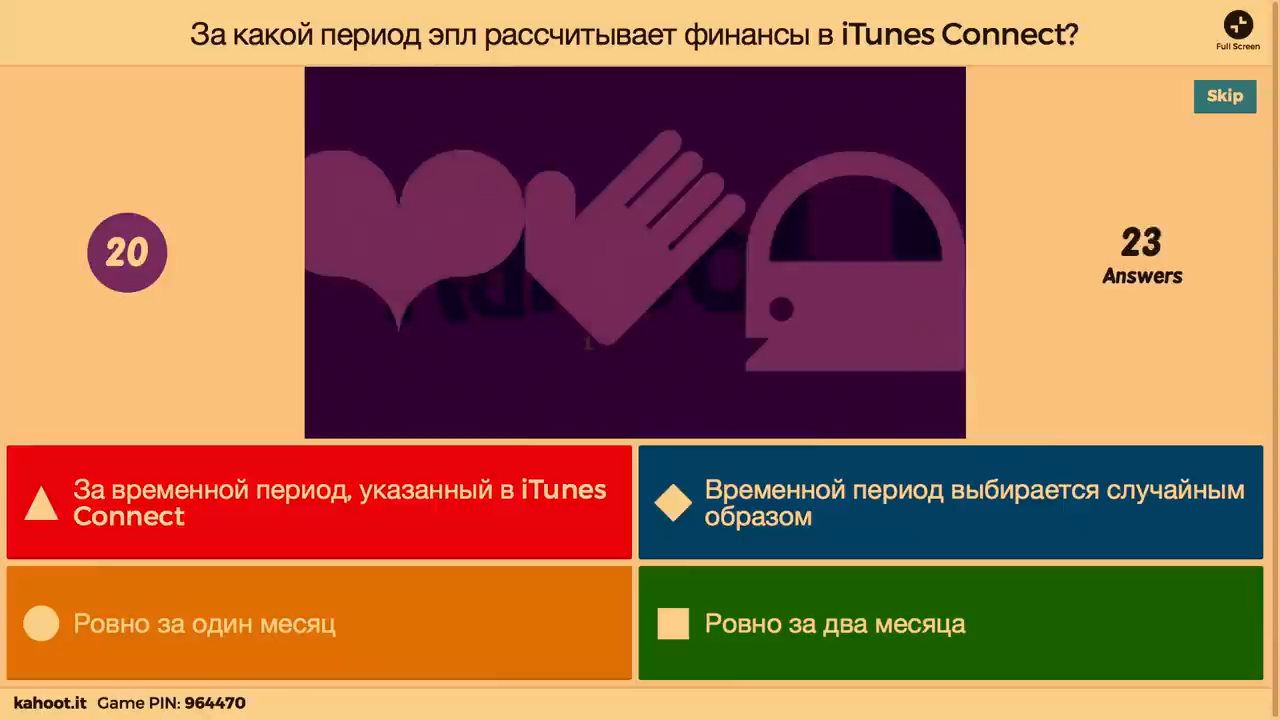 За какой период эпл рассчитывает финансы в iTunes Connect?
Full Screen
Skip
20
23
Answers
За временной период, указанный в iTunes
Connect
Временной период выбирается случайным
образом
Ровно за один месяц
Ровно за два месяца
kahoot.it Game PIN: 964470